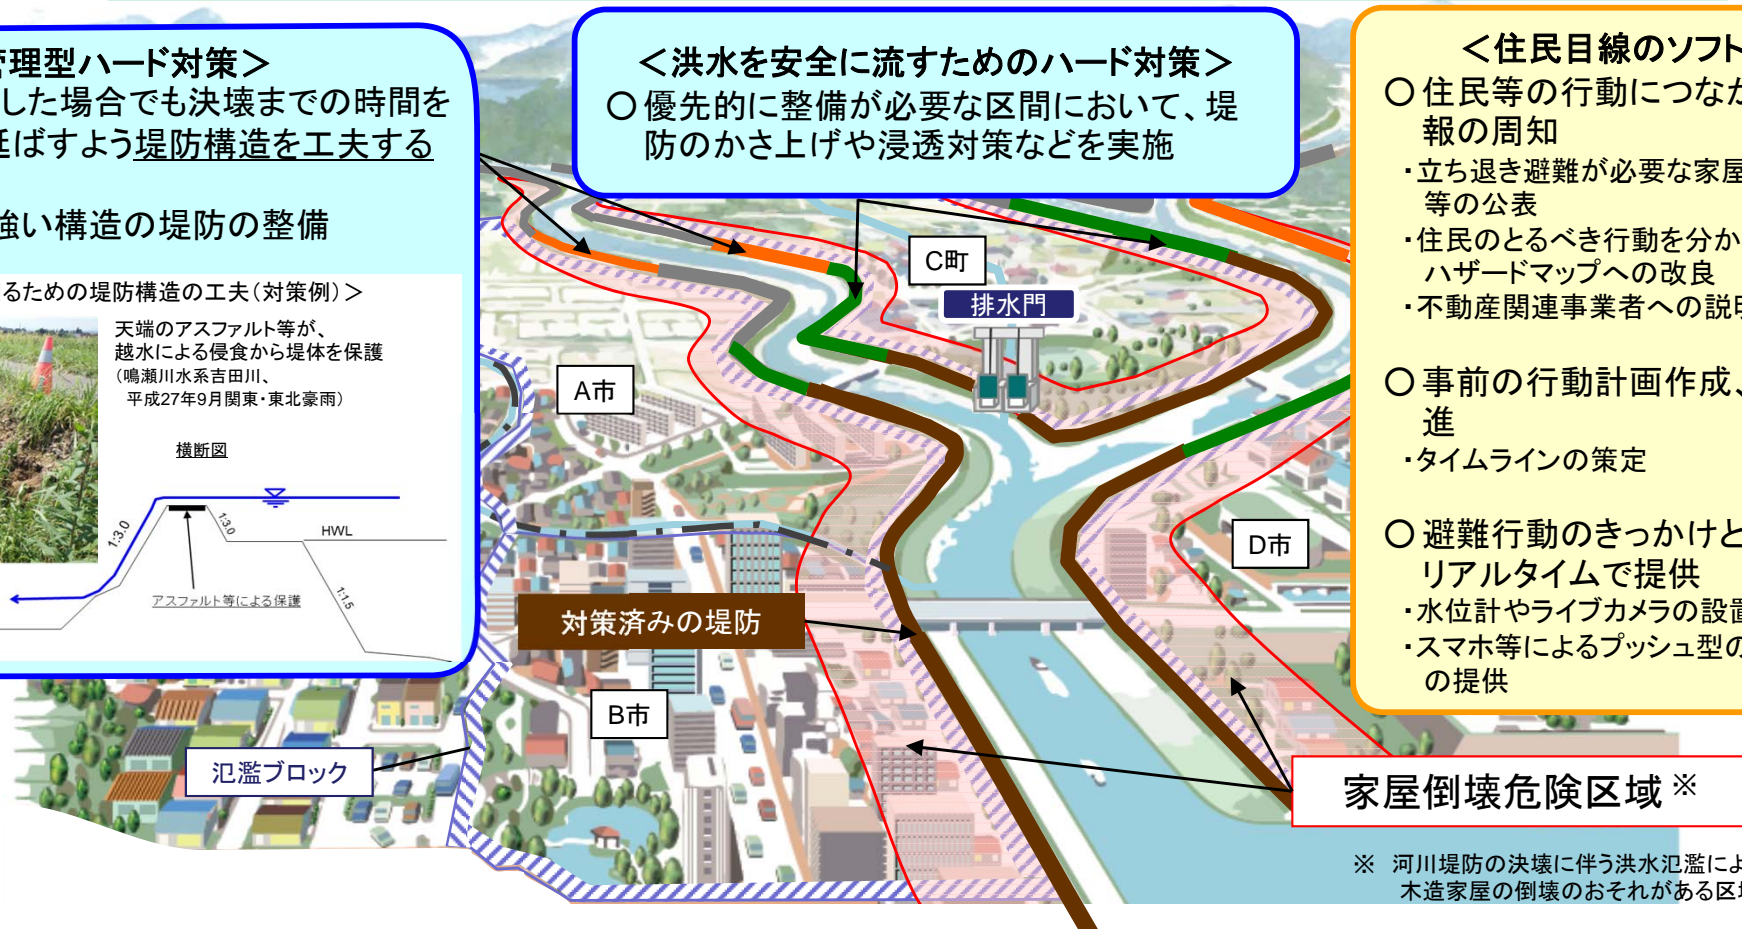 管理型ハード対策＞
した場合でも決壊までの時間を
延ばすよう堤防構造を工夫する
強い構造の堤防の整備
るための堤防構造の工夫(対策例)＞
天端のアスファルト等が、
越水による侵食から堤体を保護
(鳴瀬川水系吉田川、
平成27年9月関東・東北豪雨)
横断図
1:3.0
1:3.0
HWL
1:1.5
アスファルト等による保護
＜洪水を安全に流すためのハード対策＞
○優先的に整備が必要な区間において、堤
防のかさ上げや浸透対策などを実施
＜住民目線のソフト
○住民等の行動につなが
報の周知
・立ち退き避難が必要な家屋
等の公表
・住民のとるべき行動を分か
ハザードマップへの改良
・不動産関連事業者への説明
○事前の行動計画作成、
進
・タイムラインの策定
○避難行動のきっかけと
リアルタイムで提供
・水位計やライブカメラの設置
・スマホ等によるプッシュ型の
の提供
C町
排水門
A市
D市
対策済みの堤防
B市
氾濫ブロック
家屋倒壊危険区域※
※ 河川堤防の決壊に伴う洪水氾濫によ
木造家屋の倒壊のおそれがある区域